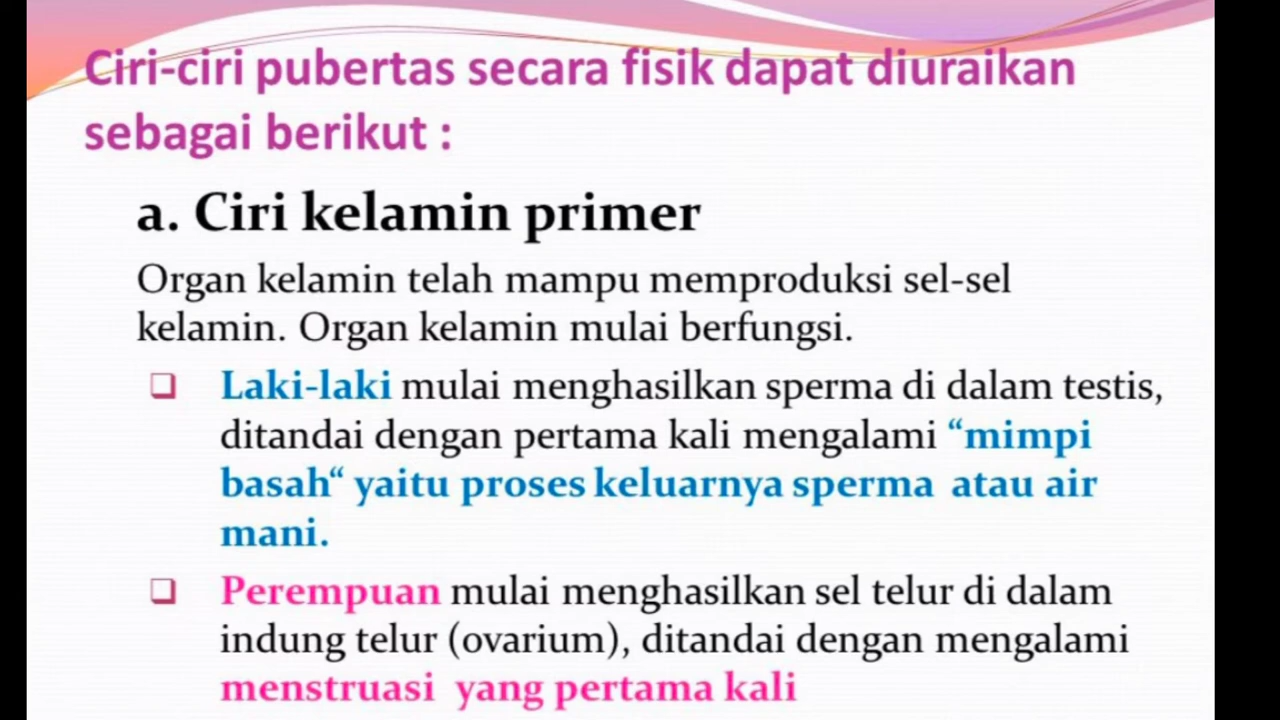 Ciri-ciri pubertas secara fisik dapat diuraikan
sebagai berikut :
a. Ciri kelamin primer
Organ kelamin telah mampu memproduksi sel-sel
kelamin. Organ kelamin mulai berfungsi.
❑ Laki-laki mulai menghasilkan sperma di dalam testis,
ditandai dengan pertama kali mengalami “mimpi
basah“ yaitu proses keluarnya sperma atau air
mani.
❑ Perempuan mulai menghasilkan sel telur di dalam
indung telur (ovarium), ditandai dengan mengalami
menstruasi yang pertama kali